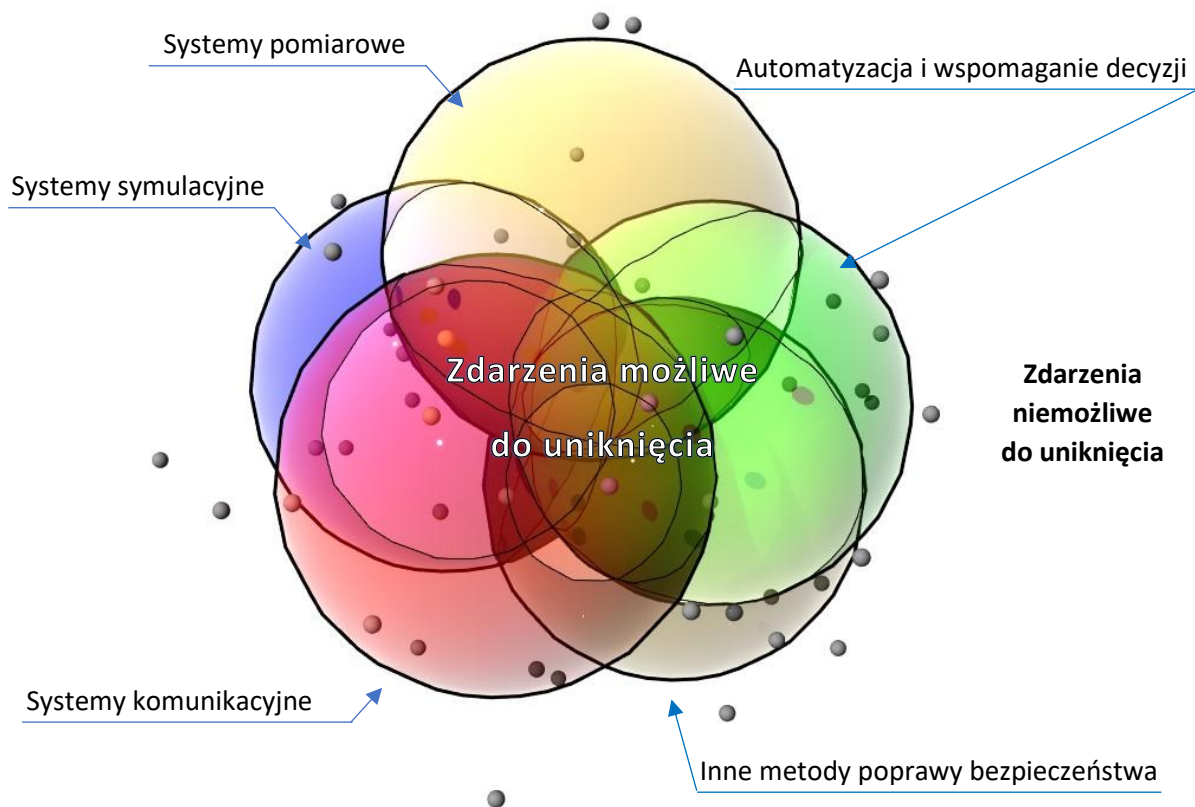 Systemy pomiarowe
Automatyzacja i wspomaganie decyzji
Systemy symulacyjne
Zdarzenia możliwe
do uniknięcia
Zdarzenia
niemożliwe
do uniknięcia
Systemy komunikacyjne
Inne metody poprawy bezpieczeństwa